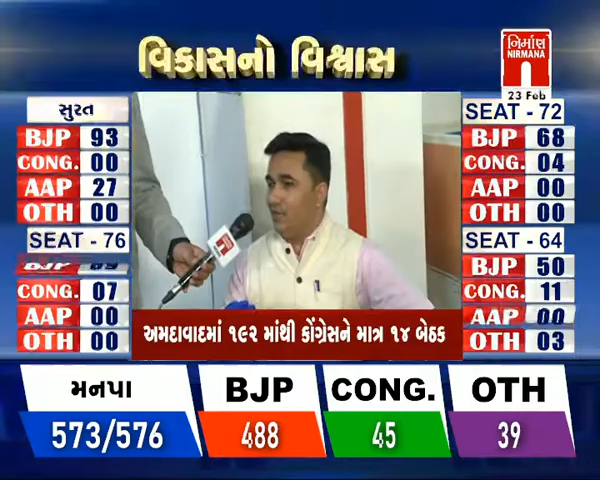 વિકાસનો વિશ્વાસ
નિર્માણ
NIRMANA
23 Feb
સુરત
BJP 93
CONG. 00
AAP 27
OTH 00
SEAT - 76
BJP 69
CONG. 07
AAP 00
OTH 00
SEAT - 72
BJP 68
CONG. 04
AAP 00
OTH 00
SEAT - 64
BJP 50
CONG. 11
AAP 00
OTH 03
અમદાવાદમાં ૧૯૨ માંથી કોંગ્રેસને માત્ર ૧૪ બેઠક
મનપા BJP CONG. OTH
573/576 488 45 39